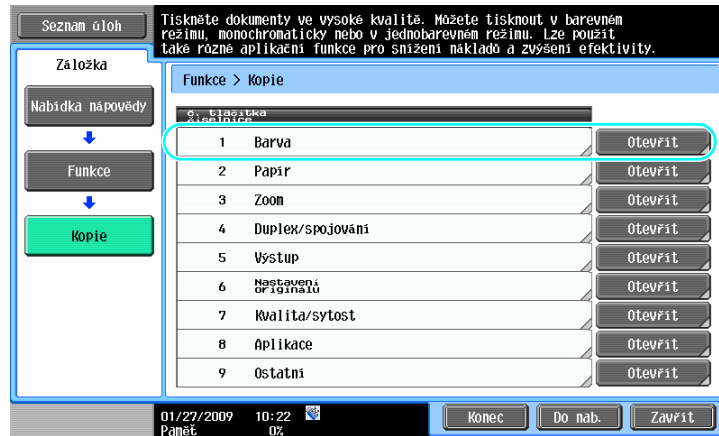 Seznam úloh
Tiskněte dokumenty ve vysoké kvalitě. Můžete tisknout v barevném
režimu, monochromaticky nebo v jednobarevném režimu. Lze použít
také různé aplikační funkce pro snížení nákladů a zvýšení efektivity.
Záložka
Nabídka nápovědy
Funkce
Kopie
Funkce > Kopie
č. tlačítka
číselnice
1 Barva Otevřít
2 Papír Otevřít
3 Zoom Otevřít
4 Duplex/spojování Otevřít
5 Výstup Otevřít
6 Nastavení originálu Otevřít
7 Kvalita/sytost Otevřít
8 Aplikace Otevřít
9 Ostatní Otevřít
01/27/2009 10:22
Paměť 0%
Konec Do nab. Zavřít